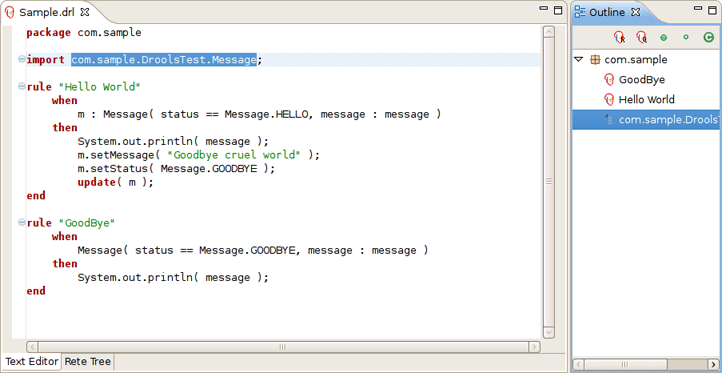 Sample.drl
package com.sample
import com.sample.DroolsTest.Message;
rule "Hello World"
when
m : Message( status == Message.HELLO, message : message )
then
System.out.println( message );
m.setMessage( "Goodbye cruel world" );
m.setStatus( Message.GOODBYE );
update( m );
end
rule "GoodBye"
when
Message( status == Message.GOODBYE, message : message )
then
System.out.println( message );
end
Text Editor
Rete Tree
Outline
com.sample
GoodBye
Hello World
com.sample.DroolsT